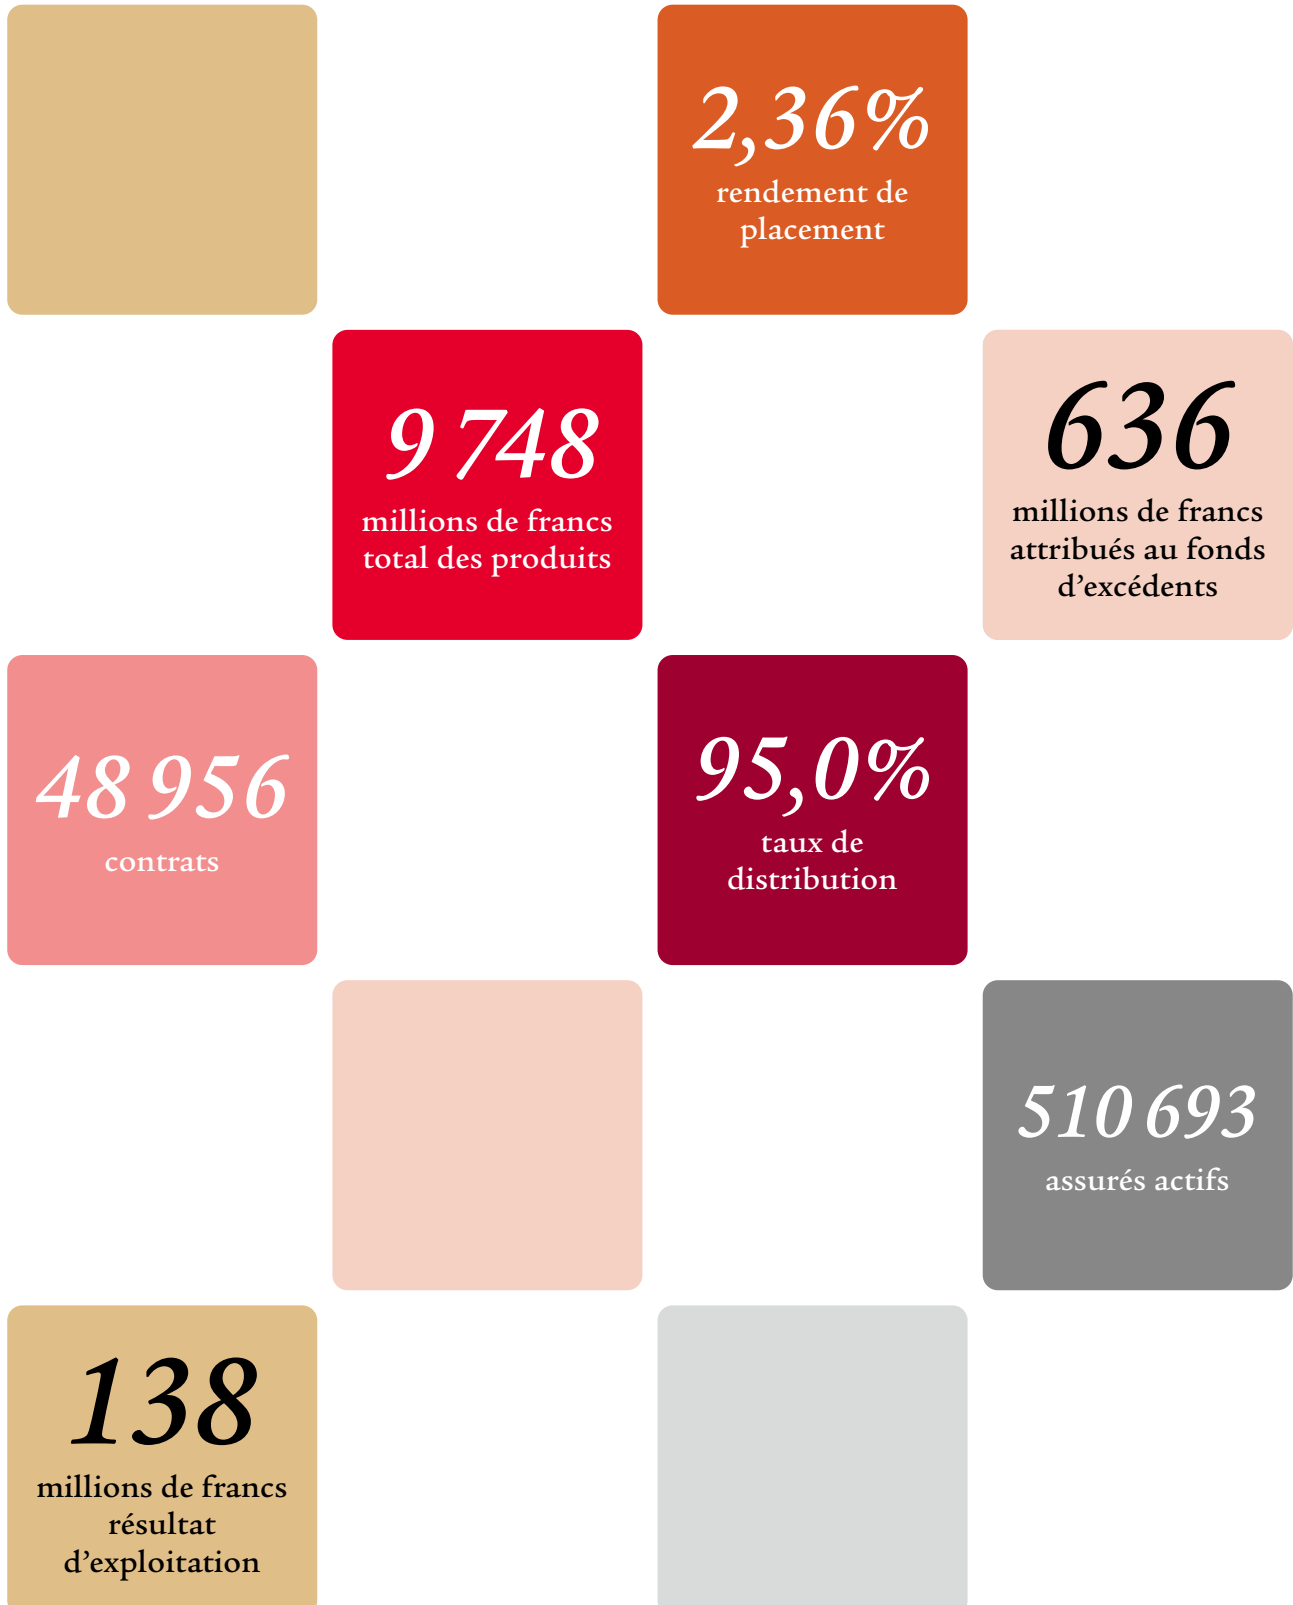 2,36%
rendement de
placement
9 748
millions de francs
total des produits
636
millions de francs
attribués au fonds
d’excédents
48 956
contrats
95,0%
taux de
distribution
510 693
assurés actifs
138
millions de francs
résultat
d’exploitation